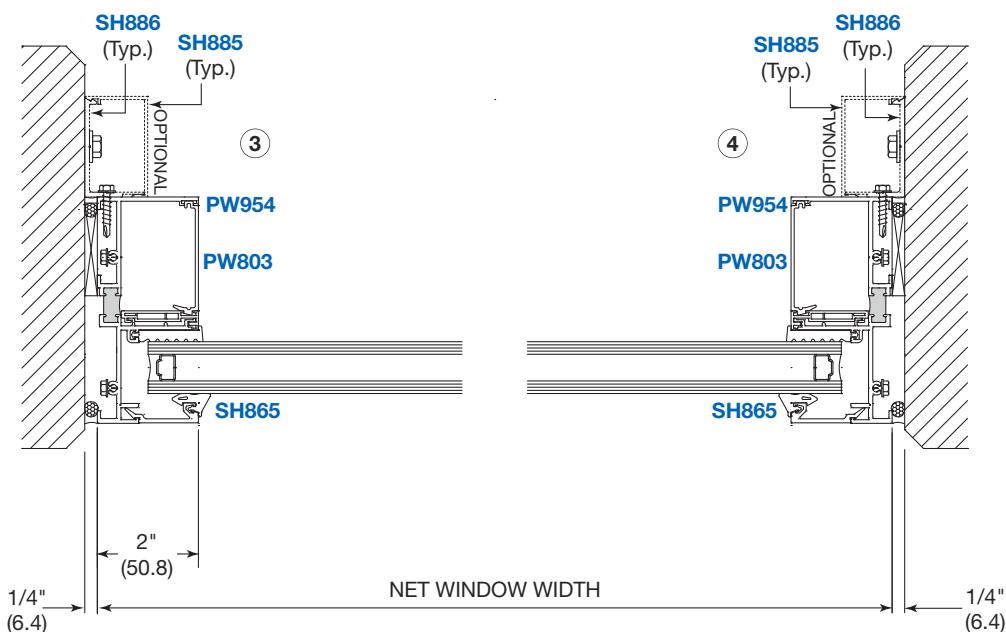 SH886
(Typ.)
SH885
(Typ.)
SH885
(Typ.)
SH886
(Typ.)
OPTIONAL
3
4
OPTIONAL
PW954
PW954
PW803
PW803
SH865
SH865
2"
(50.8)
NET WINDOW WIDTH
1/4"
(6.4)
1/4"
(6.4)